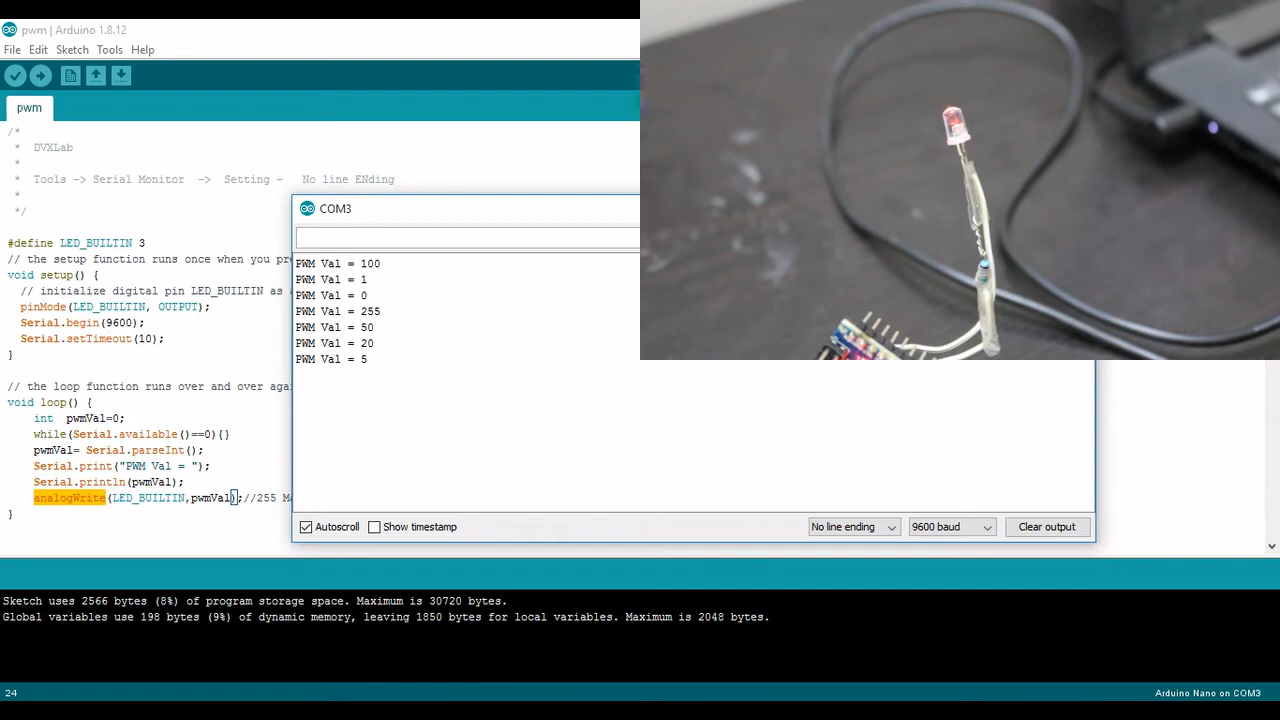 pwm | Arduino 1.8.12
File Edit Sketch Tools Help
pwm
/*
* DVXLab
*
* Tools -> Serial Monitor -> Setting - No line ENding
*
*/
#define LED_BUILTIN 3
// the setup function runs once when you
void setup() {
// initialize digital pin LED_BUILTIN as
pinMode(LED_BUILTIN, OUTPUT);
Serial.begin(9600);
Serial.setTimeout(10);
}
// the loop function runs over and over
void loop() {
int pwmVal=0;
while(Serial.available()==0){}
pwmVal= Serial.parseInt();
Serial.print("PWM Val = ");
Serial.println(pwmVal);
analogWrite(LED_BUILTIN,pwmVal);//255
}
COM3
PWM Val = 100
PWM Val = 1
PWM Val = 0
PWM Val = 255
PWM Val = 50
PWM Val = 20
PWM Val = 5
Autoscroll Show timestamp No line ending 9600 baud Clear output
Sketch uses 2566 bytes (8%) of program storage space. Maximum is 30720 bytes.
Global variables use 198 bytes (9%) of dynamic memory, leaving 1850 bytes for local variables. Maximum is 2048 bytes.
24 Arduino Nano on COM3